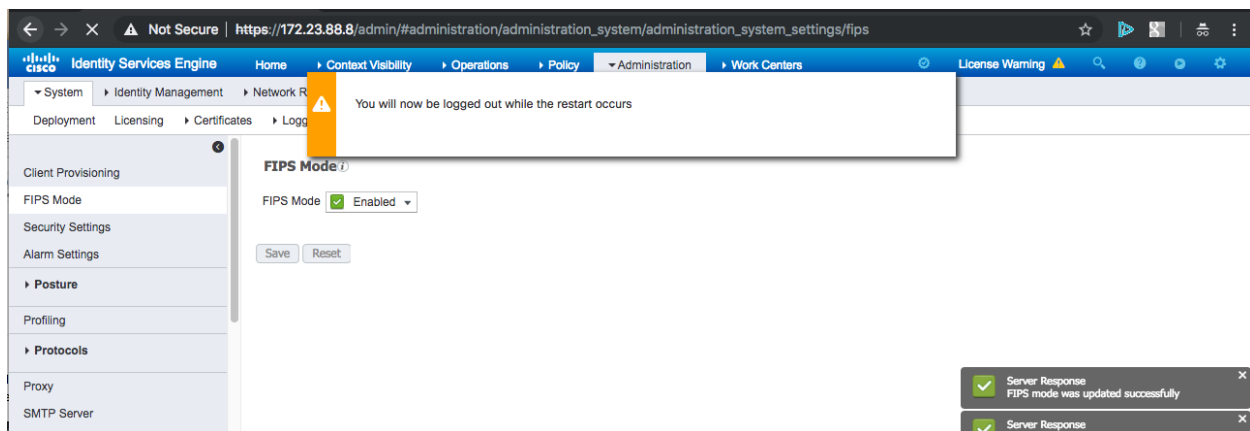 Not Secure | https://172.23.88.8/admin/#administration/administration_system/administration_system_settings/fips
CISCO Identity Services Engine Home Context Visibility Operations Policy Administration Work Centers License Warning
System Identity Management Network R
Deployment Licensing Certificates Logg
You will now be logged out while the restart occurs
Client Provisioning
FIPS Mode
Security Settings
Alarm Settings
Posture
Profiling
Protocols
Proxy
SMTP Server
FIPS Mode
FIPS Mode Enabled
Save Reset
Server Response
FIPS mode was updated successfully
Server Response